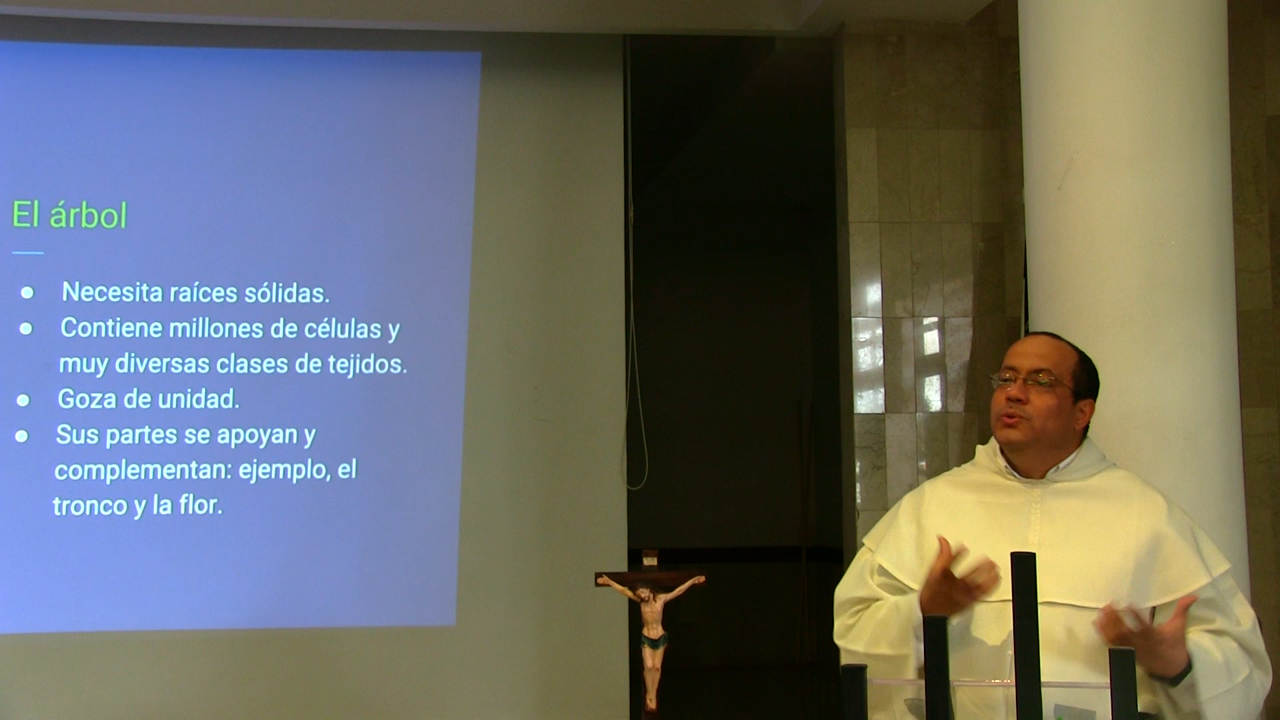 El árbol
● Necesita raíces sólidas.
● Contiene millones de células y
muy diversas clases de tejidos.
● Goza de unidad.
● Sus partes se apoyan y
complementan: ejemplo, el
tronco y la flor.